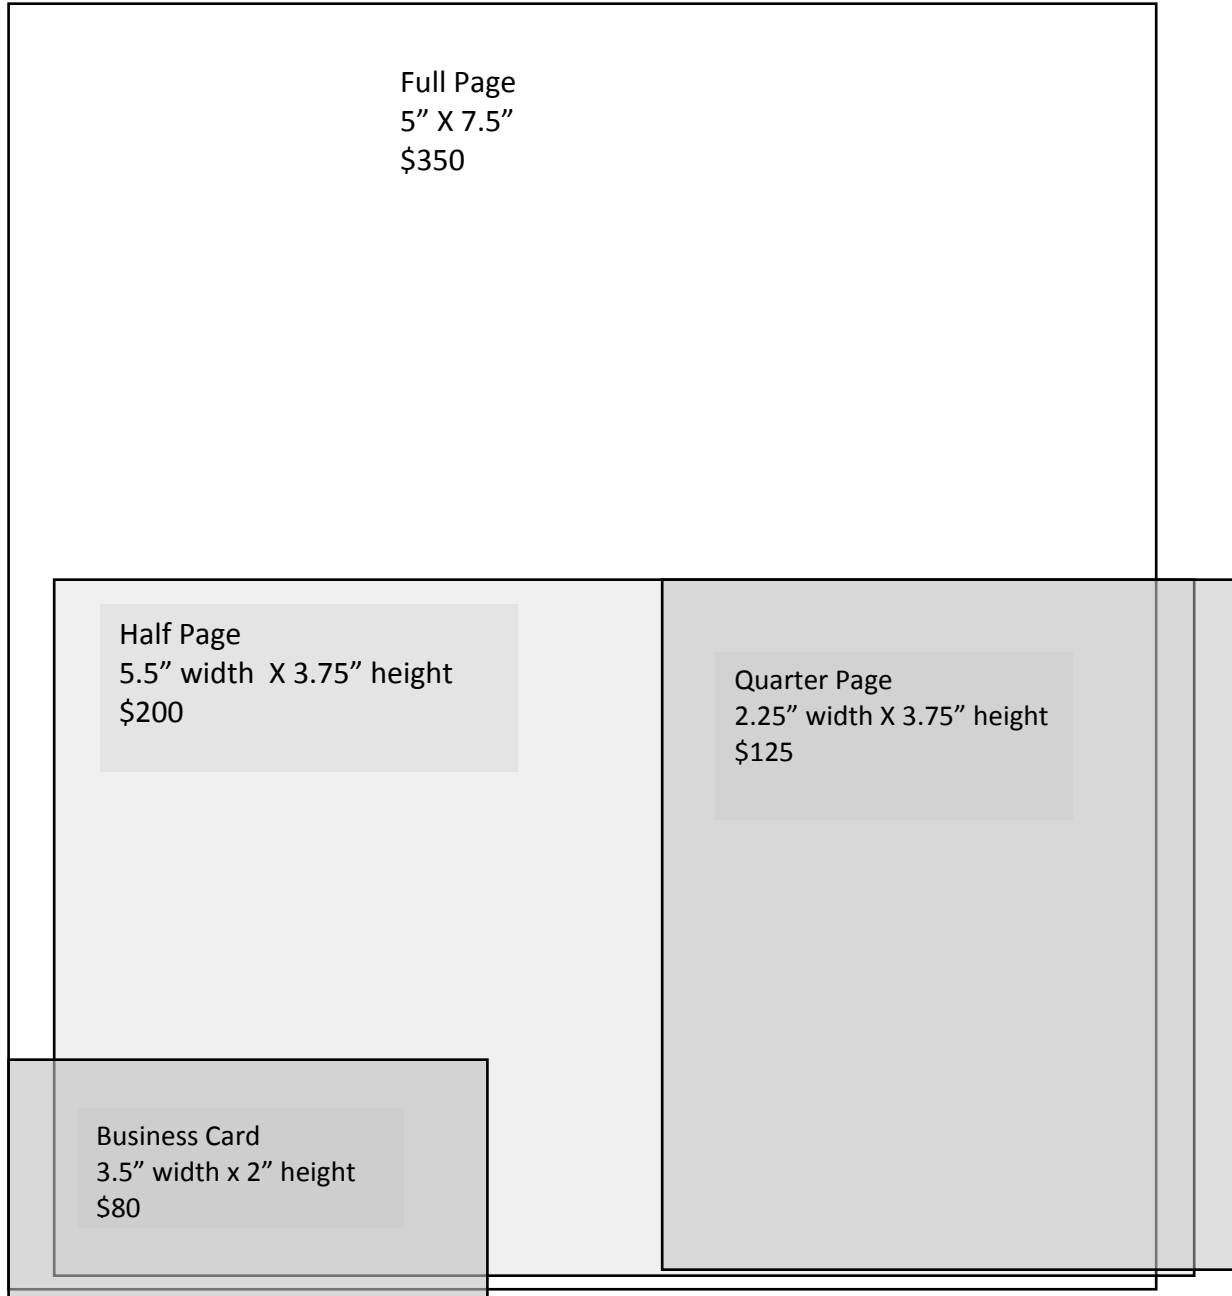 Full Page
5” X 7.5”
$350
Half Page
5.5” width  X 3.75” height
$200
Quarter Page
2.25” width X 3.75” height
$125
Business Card
3.5” width x 2” height
$80